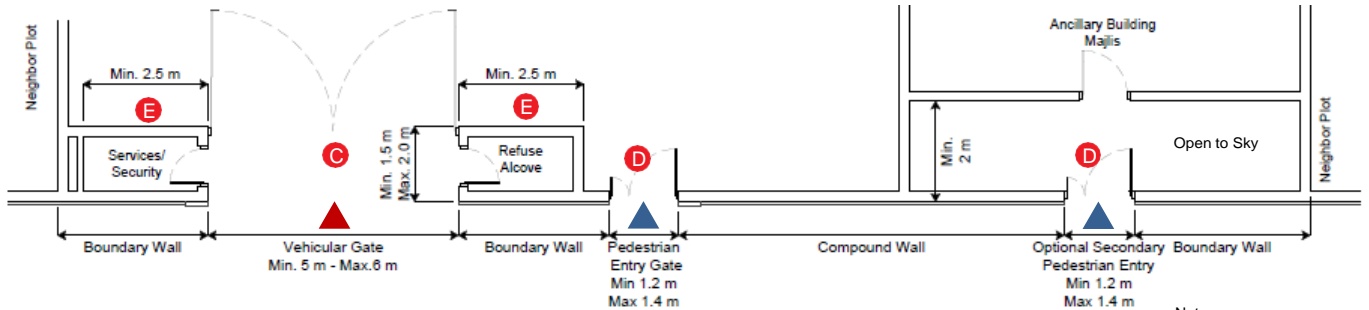 Ancillary Building
Majlis
Neighbor Plot
Min. 2.5 m
Min. 2.5 m
E
E
Services/
Security
C
Min. 1.5 m
Max. 2.0 m
Refuse
Alcove
D
Min.
2 m
D
Open to Sky
Neighbor Plot
Boundary Wall
Vehicular Gate
Min. 5 m - Max.6 m
Boundary Wall
Pedestrian
Entry Gate
Min 1.2 m
Max 1.4 m
Compound Wall
Optional Secondary
Pedestrian Entry
Min 1.2 m
Max 1.4 m
Boundary Wall